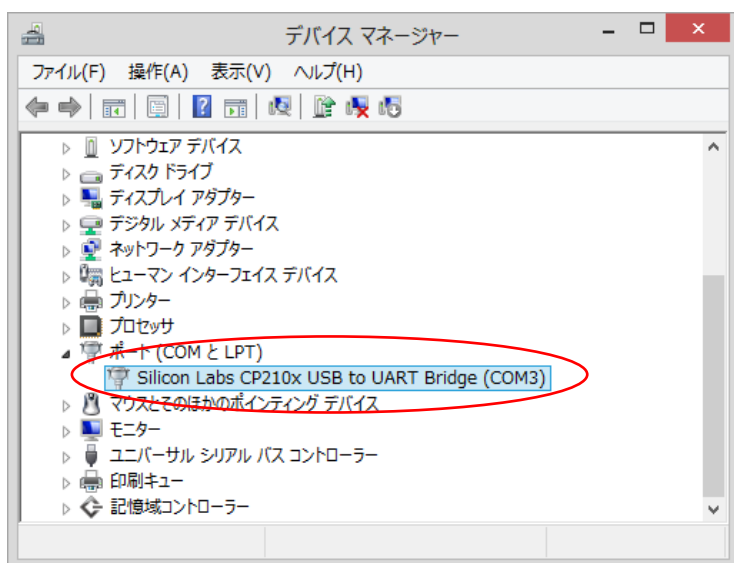 デバイス マネージャー
ファイル(F) 操作(A) 表示(V) ヘルプ(H)
ソフトウェア デバイス
ディスク ドライブ
ディスプレイ アダプター
デジタル メディア デバイス
ネットワーク アダプター
ヒューマン インターフェイス デバイス
プリンター
プロセッサ
ポート (COM と LPT)
Silicon Labs CP210x USB to UART Bridge (COM3)
マウスとそのほかのポインティング デバイス
モニター
ユニバーサル シリアル バス コントローラー
印刷キュー
記憶域コントローラー